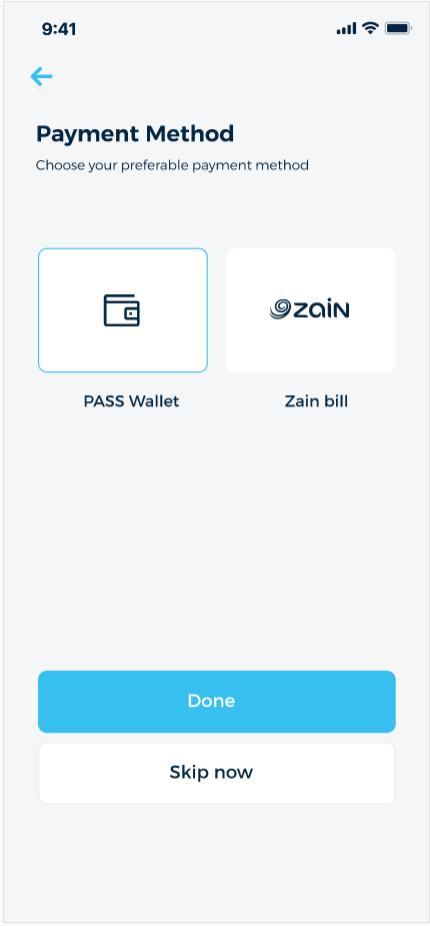 9:41
Payment Method
Choose your preferable payment method
zain
PASS Wallet
Zain bill
Done
Skip now